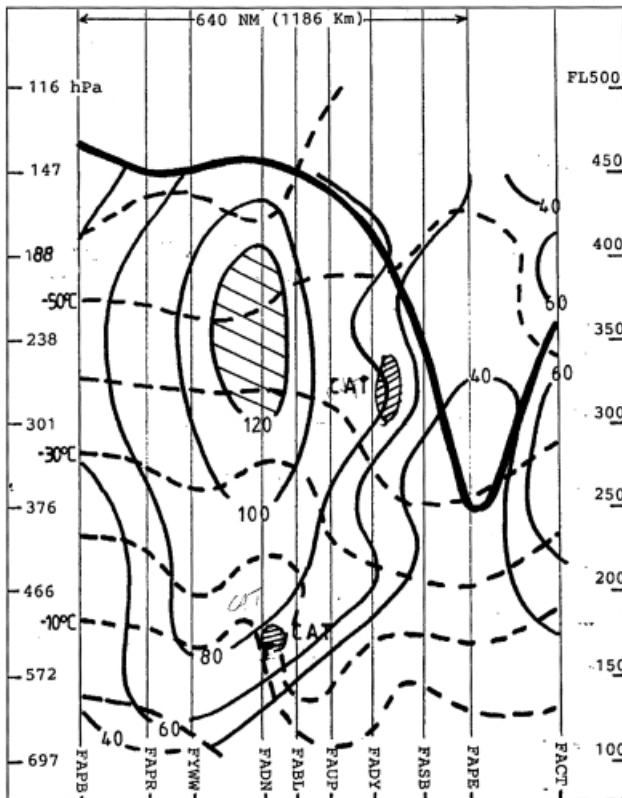 640 NM (1186 Km)
116 hPa
FL500
147
450
40
188
400
-50°C
60
238
350
CAT
40
60
301
120
300
-30°C
100
376
250
466
200
-10°C
CAT
80
572
150
60
40
697
100
FAPB
FAPR
FYWW
FADN
FABL
FAUP
FADY
FASB
FAPE
FACT